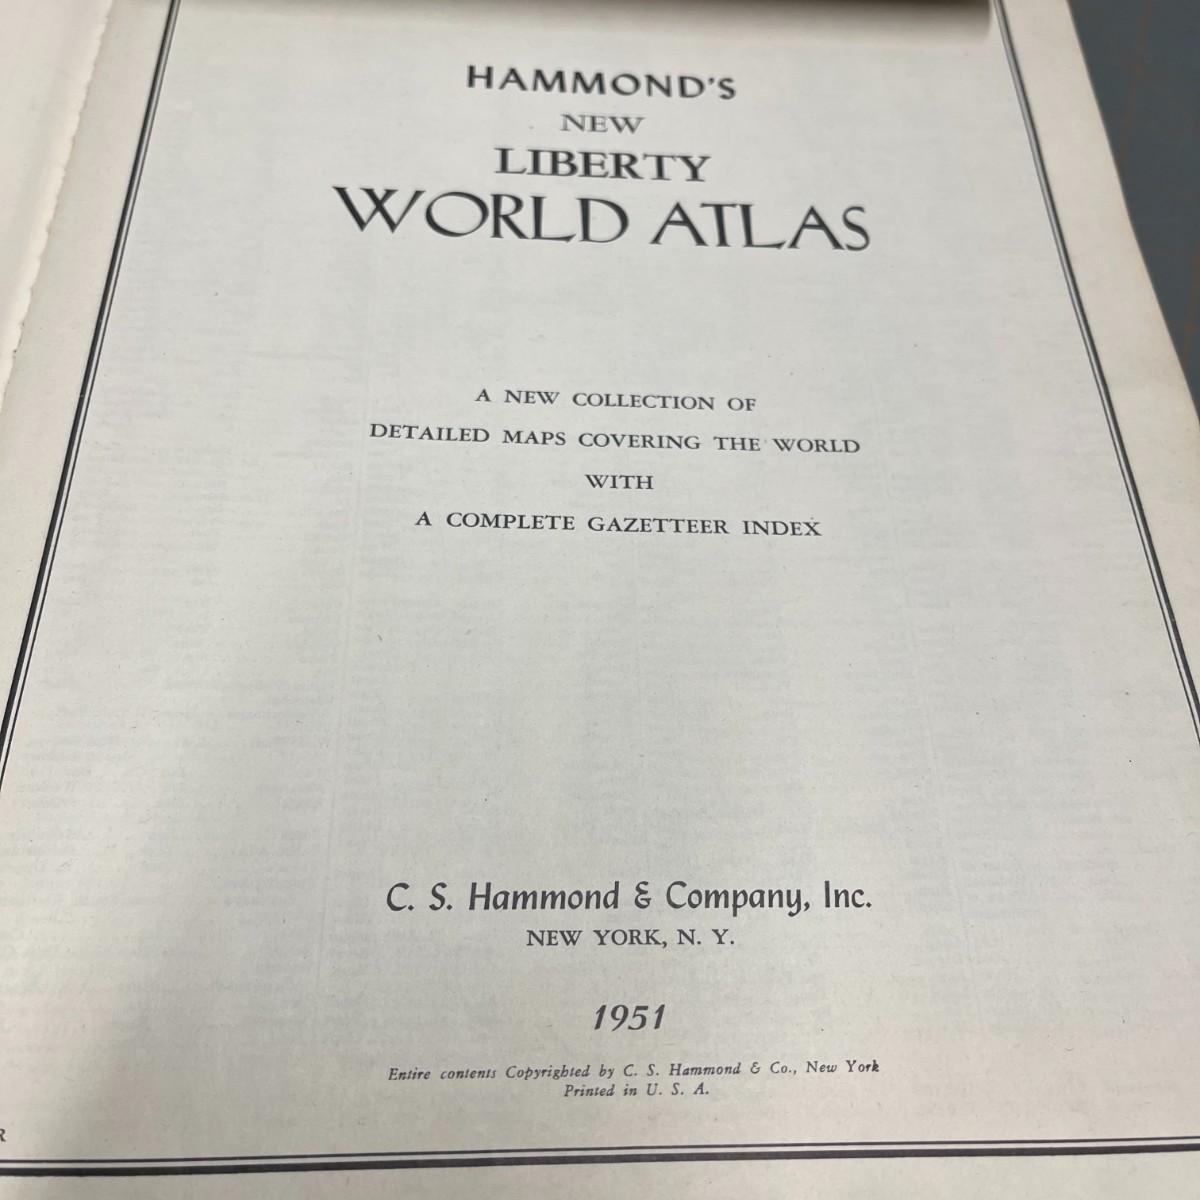 HAMMOND'S
NEW
LIBERTY
WORLD ATLAS
A NEW COLLECTION OF
DETAILED MAPS COVERING THE WORLD
WITH
A COMPLETE GAZETTEER INDEX
C. S. Hammond & Company, Inc.
NEW YORK, N. Y.
1951
Entire contents Copyrighted by C. S. Hammond & Co., New York
Printed in U. S. A.
R